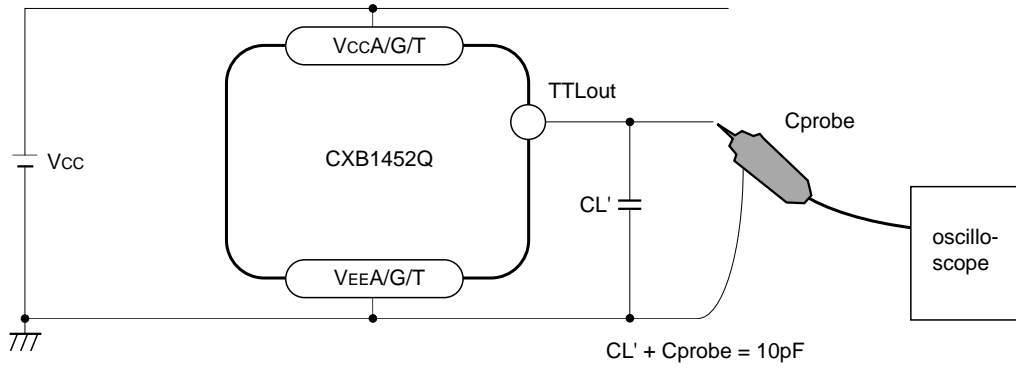 VCCA/G/T
TTLout
Cprobe
VCC
CXB1452Q
CL'
oscillo-
scope
VEEA/G/T
CL' + Cprobe = 10pF